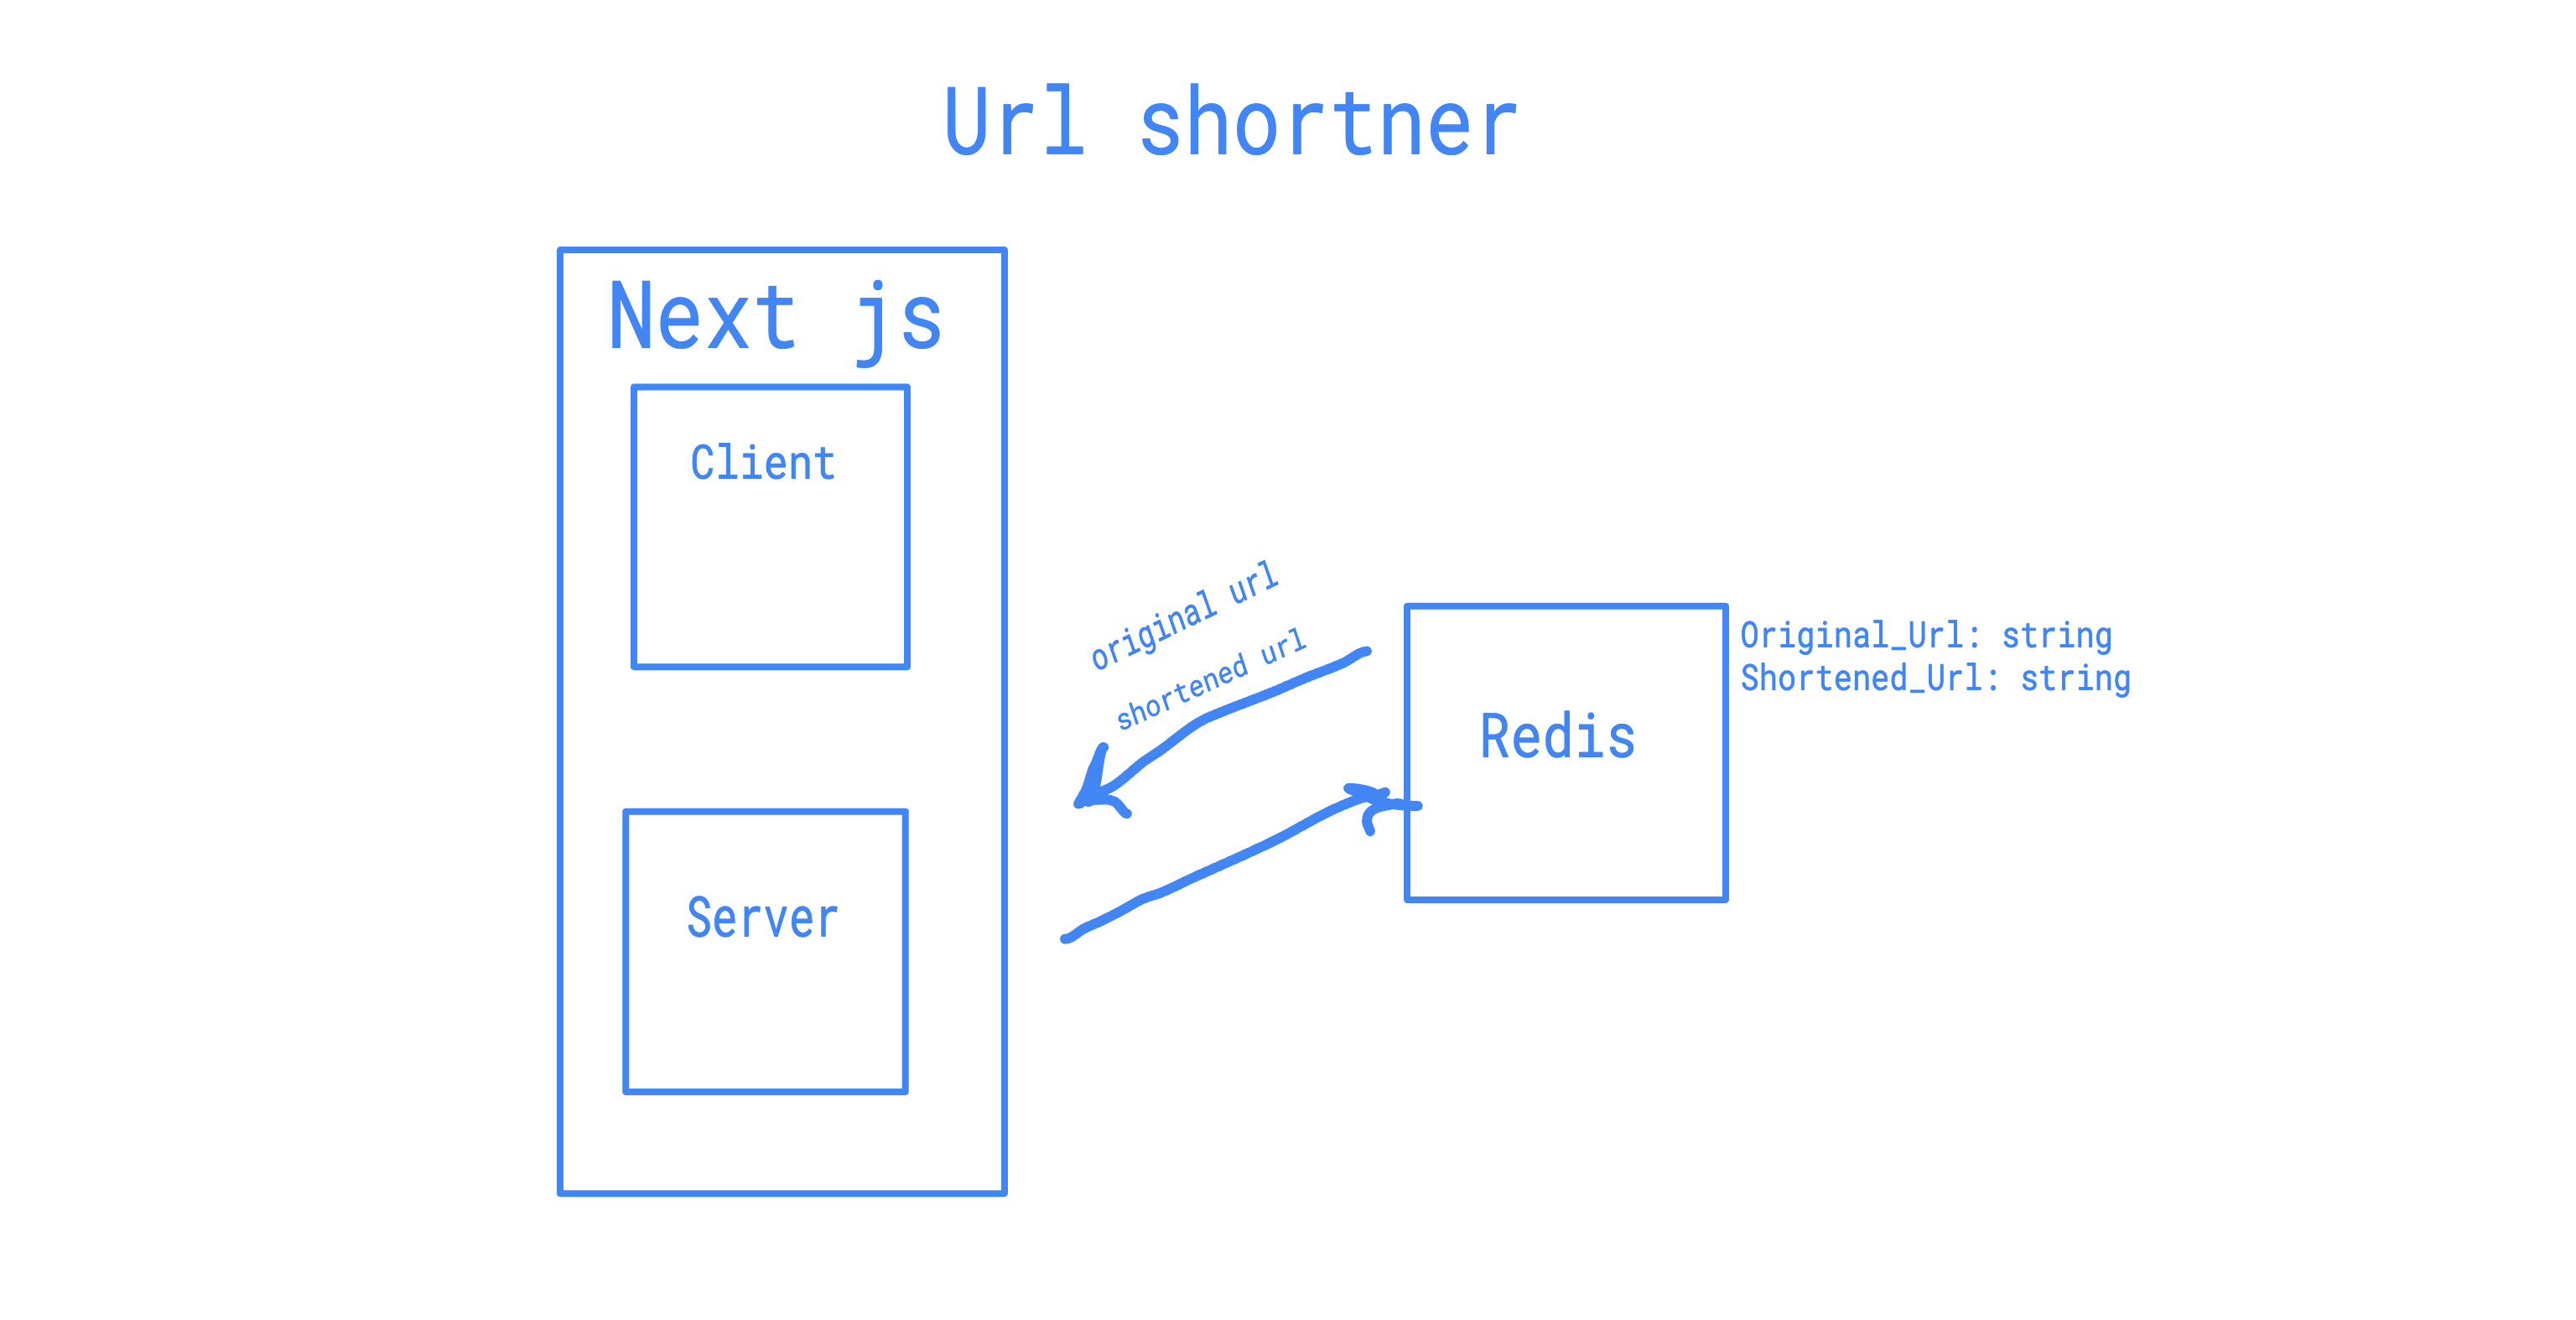 Url shortner
Next js
Client
original url
shortened url
Original_Url: string
Shortened_Url: string
Redis
Server